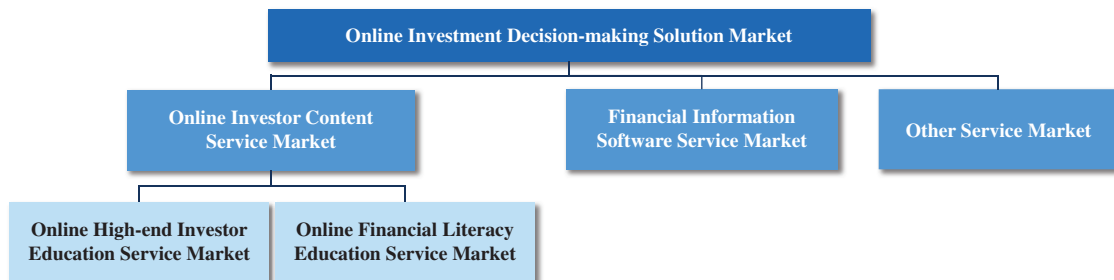 Online Investment Decision-making Solution Market
Online Investor Content
Service Market
Financial Information
Software Service Market
Other Service Market
Online High-end Investor
Education Service Market
Online Financial Literacy
Education Service Market